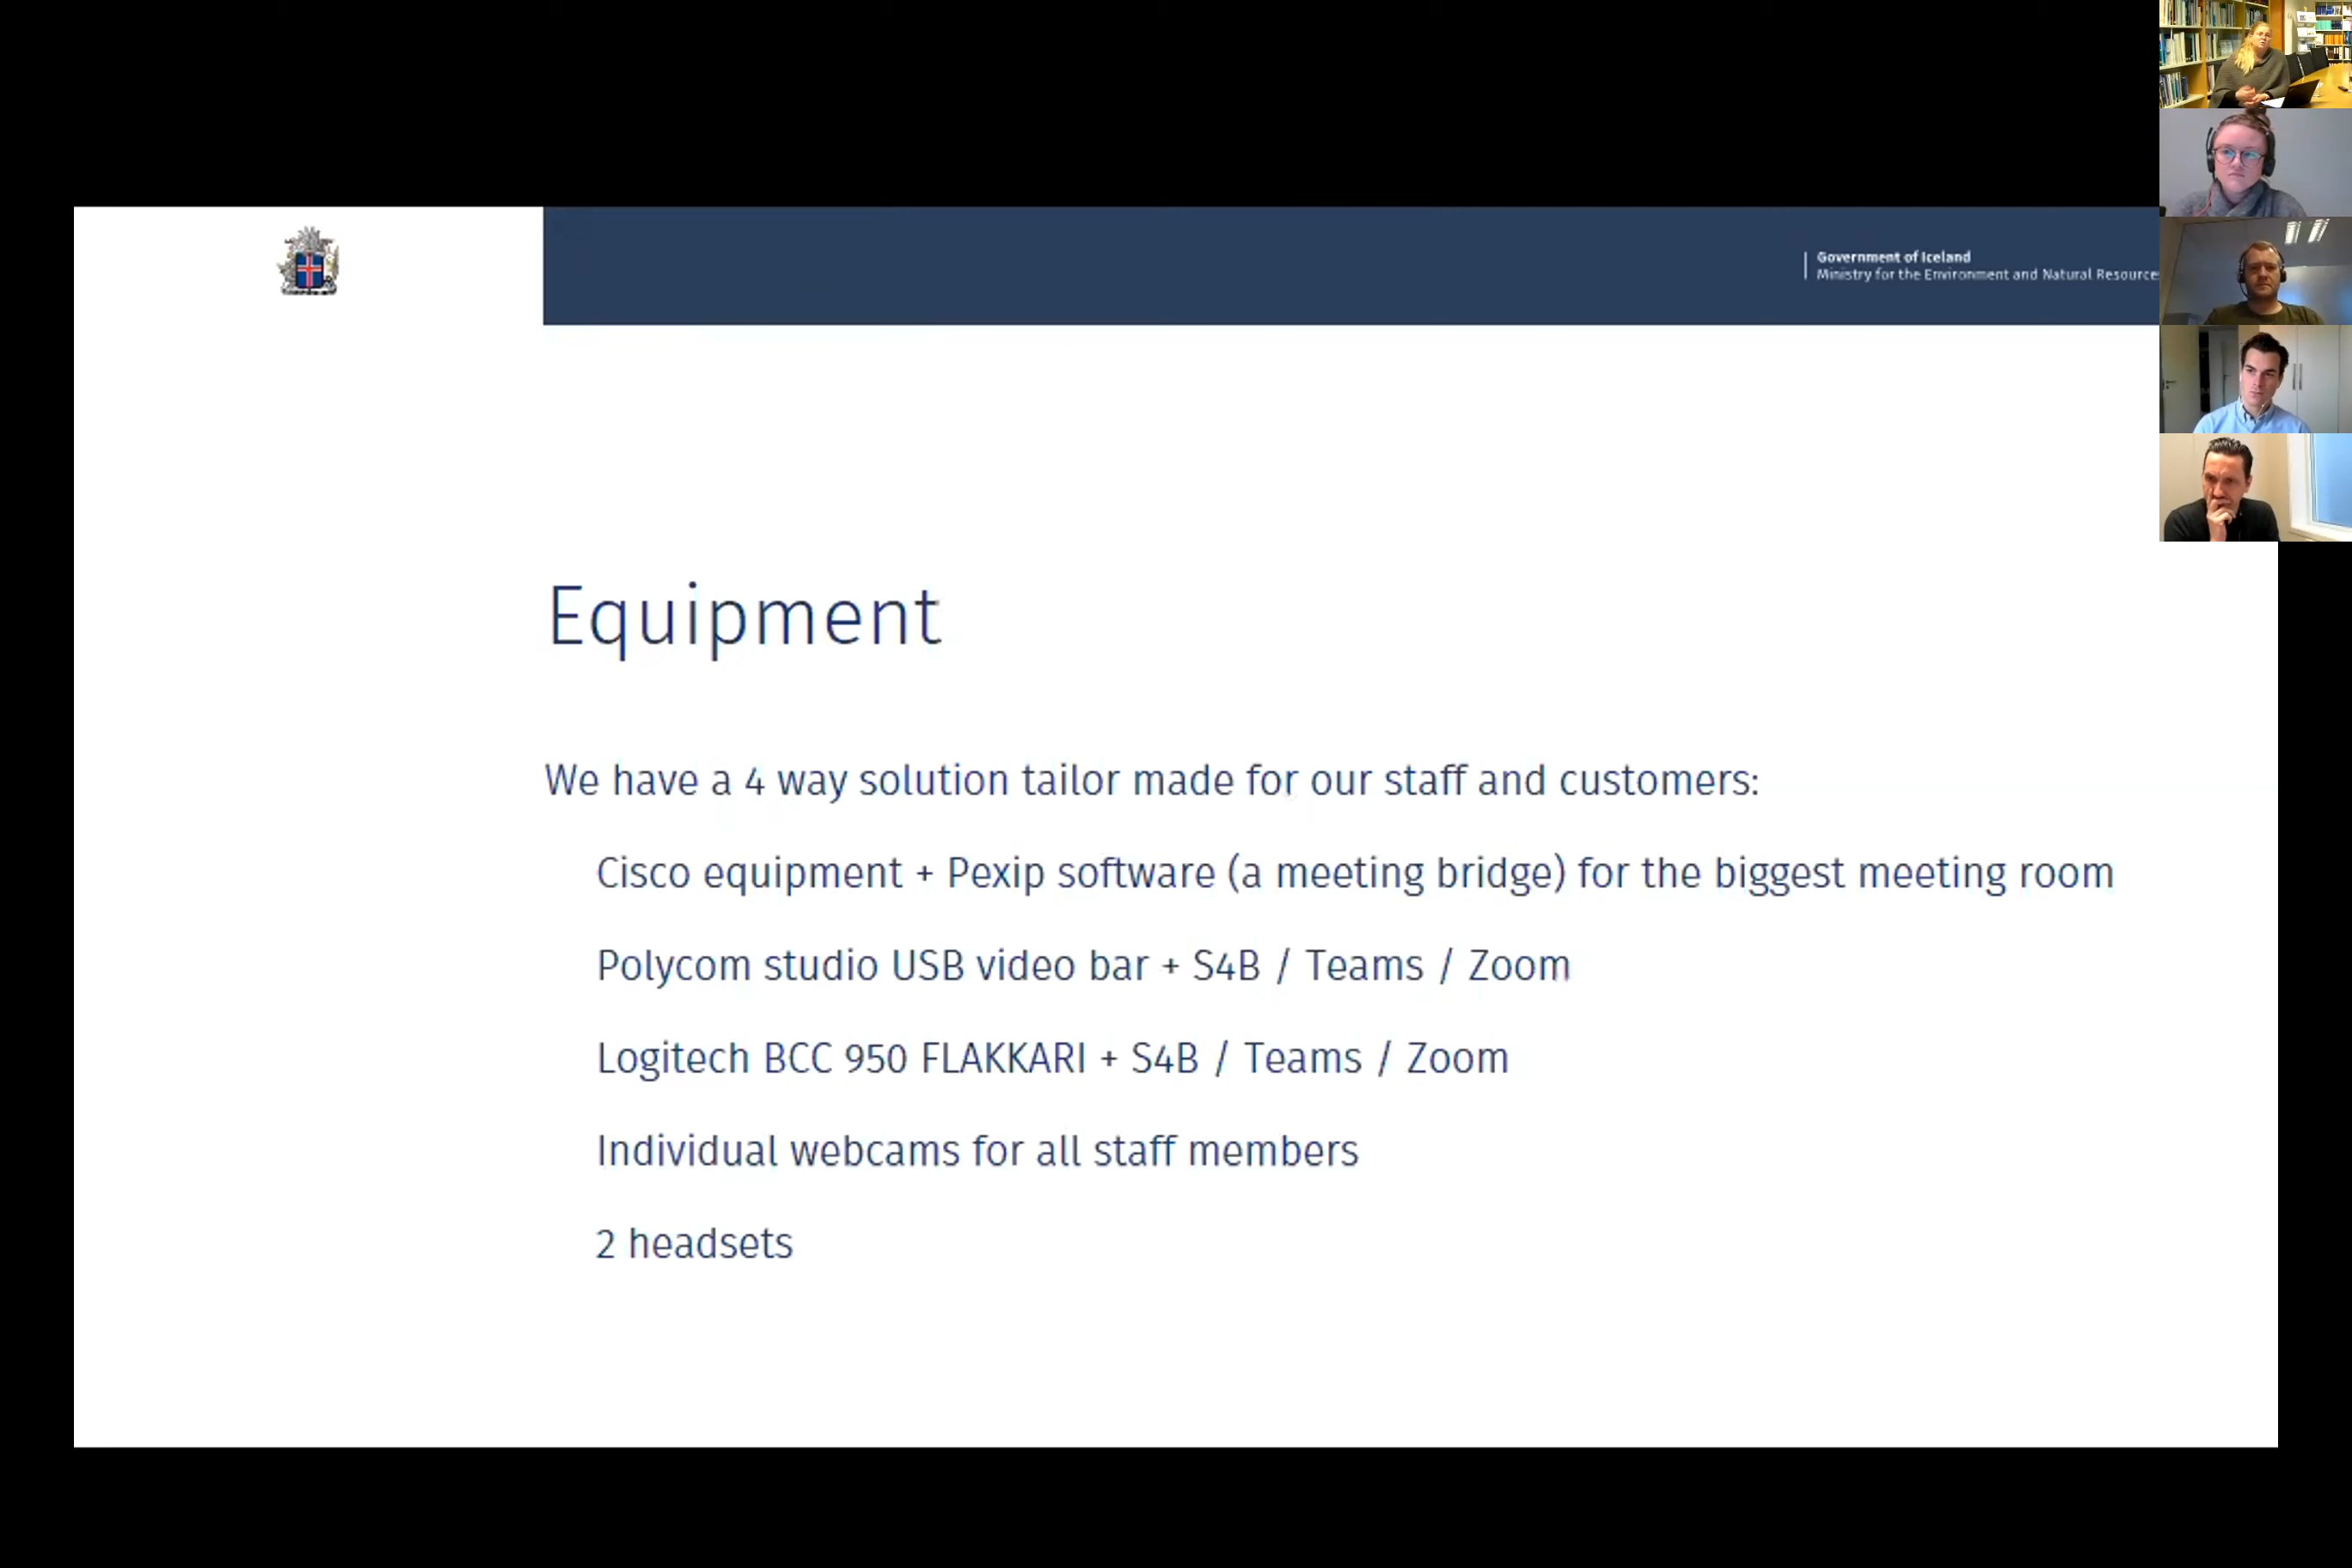 Government of Iceland
Ministry for the Environment and Natural Resource
Equipment
We have a 4 way solution tailor made for our staff and customers:
Cisco equipment + Pexip software (a meeting bridge) for the biggest meeting room
Polycom studio USB video bar + S4B / Teams / Zoom
Logitech BCC 950 FLAKKARI + S4B / Teams / Zoom
Individual webcams for all staff members
2 headsets